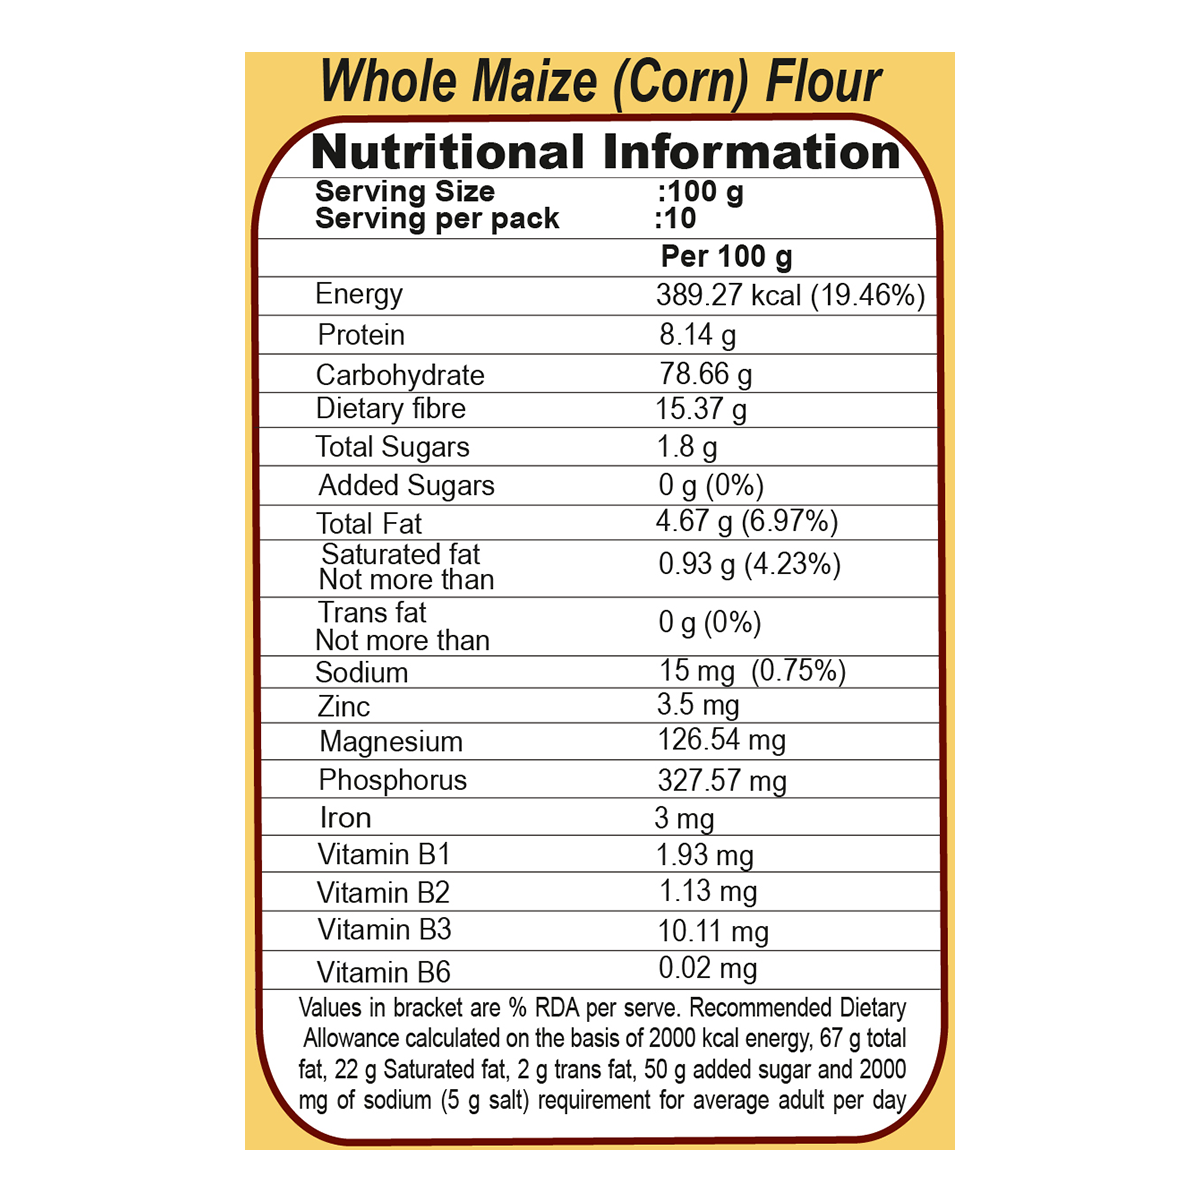 Whole Maize (Corn) Flour
Nutritional Information
Serving Size :100 g
Serving per pack :10
Per 100 g
Energy 389.27 kcal (19.46%)
Protein 8.14 g
Carbohydrate 78.66 g
Dietary fibre 15.37 g
Total Sugars 1.8 g
Added Sugars 0 g (0%)
Total Fat 4.67 g (6.97%)
Saturated fat
Not more than 0.93 g (4.23%)
Trans fat
Not more than 0 g (0%)
Sodium 15 mg (0.75%)
Zinc 3.5 mg
Magnesium 126.54 mg
Phosphorus 327.57 mg
Iron 3 mg
Vitamin B1 1.93 mg
Vitamin B2 1.13 mg
Vitamin B3 10.11 mg
Vitamin B6 0.02 mg
Values in bracket are % RDA per serve. Recommended Dietary
Allowance calculated on the basis of 2000 kcal energy, 67 g total
fat, 22 g Saturated fat, 2 g trans fat, 50 g added sugar and 2000
mg of sodium (5 g salt) requirement for average adult per day